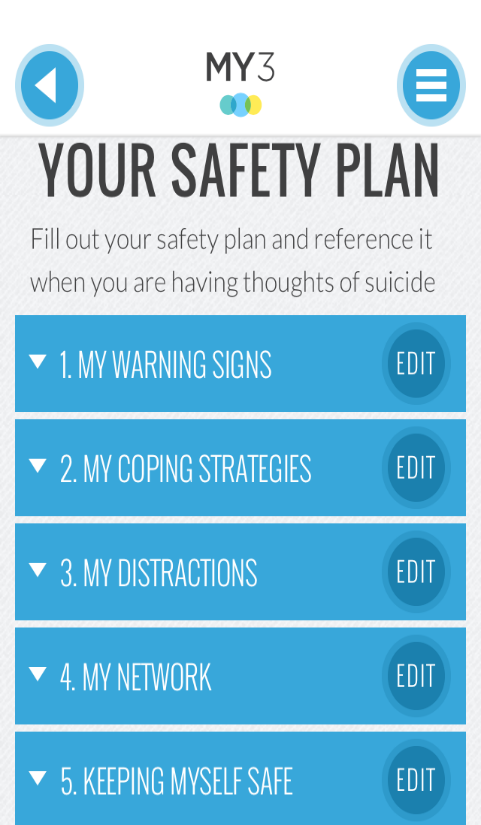 MY3
YOUR SAFETY PLAN
Fill out your safety plan and reference it
when you are having thoughts of suicide
1. MY WARNING SIGNS EDIT
2. MY COPING STRATEGIES EDIT
3. MY DISTRACTIONS EDIT
4. MY NETWORK EDIT
5. KEEPING MYSELF SAFE EDIT